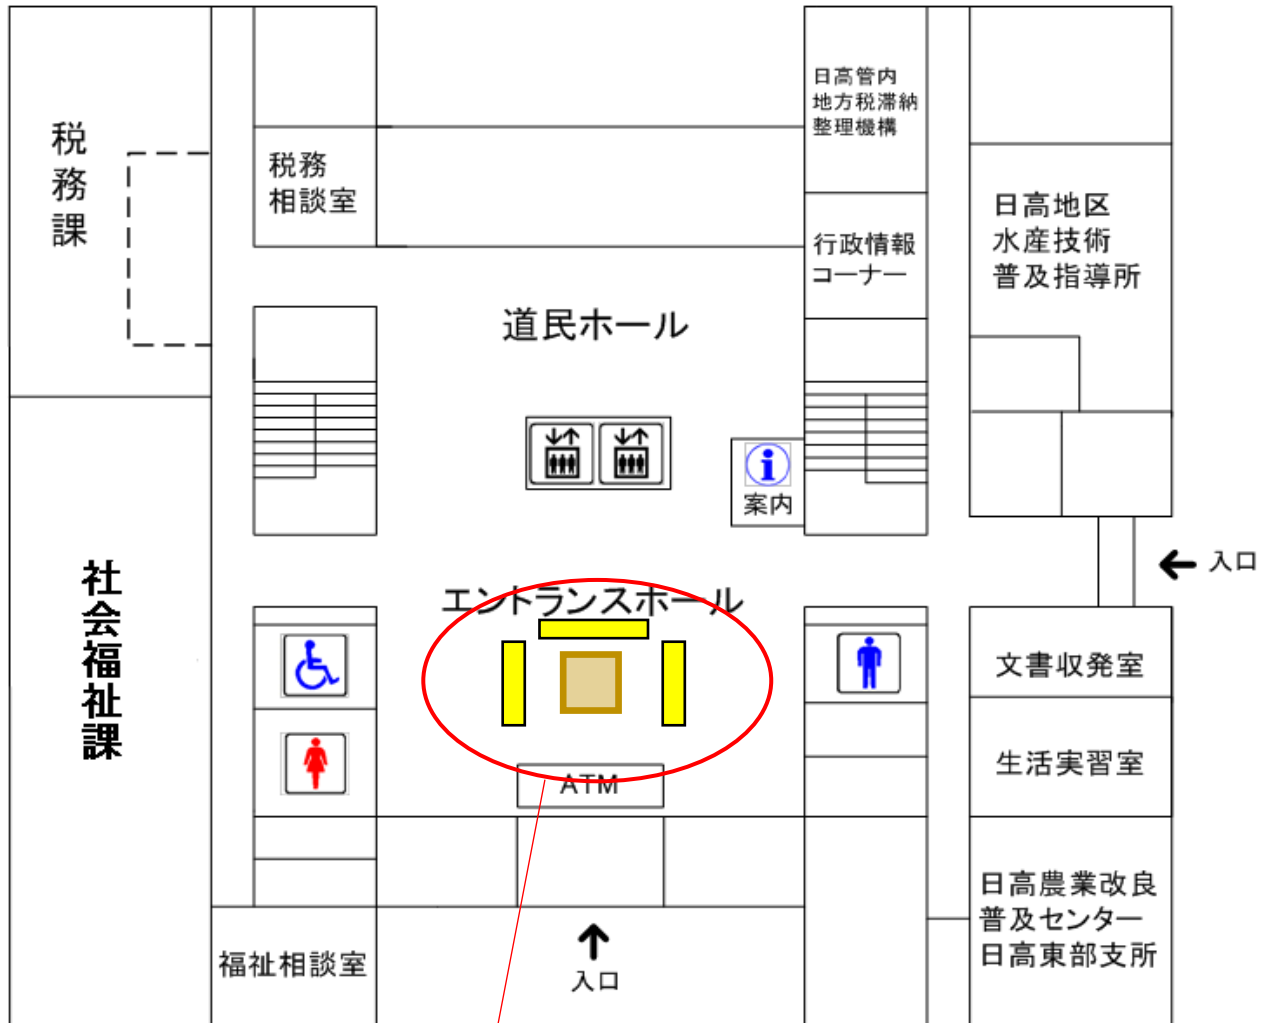 税務課
税務
相談室
日高管内
地方税滞納
整理機構
行政情報
コーナー
日高地区
水産技術
普及指導所
道民ホール
i
案内
入口
エントランスホール
社会福祉課
文書収発室
ATM
生活実習室
日高農業改良
普及センター
日高東部支所
福祉相談室
入口